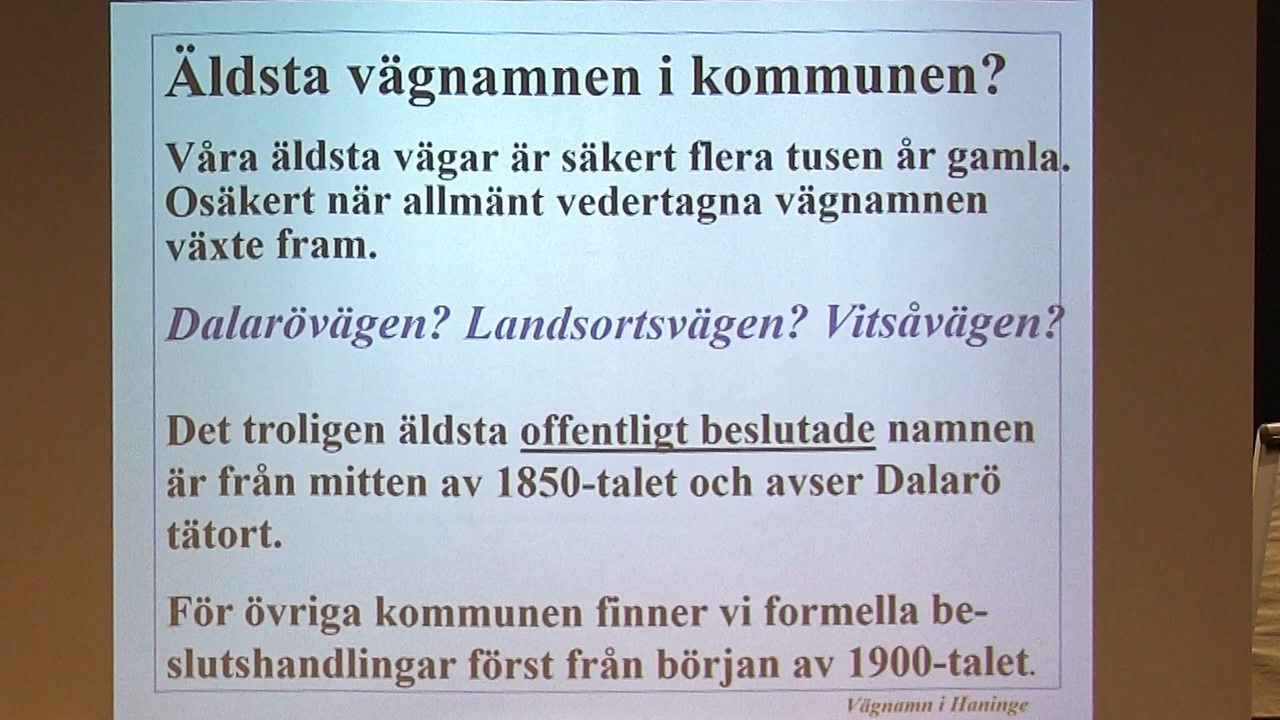 Äldsta vägnamnen i kommunen?
Våra äldsta vägar är säkert flera tusen år gamla.
Osäkert när allmänt vedertagna vägnamnen
växte fram.
Dalarövägen? Landsortsvägen? Vitsåvägen?
Det troligen äldsta offentligt beslutade namnen
är från mitten av 1850-talet och avser Dalarö
tätort.
För övriga kommunen finner vi formella be-
slutshandlingar först från början av 1900-talet.
Vägnamn i Haninge